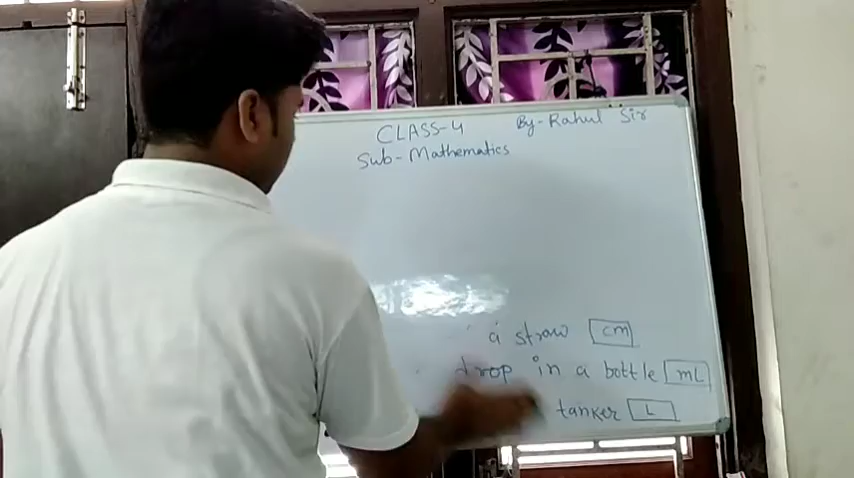 CLASS-4 By- Rahul Sir
Sub- Mathematics
a straw cm
drop in a bottle mL
tanker L